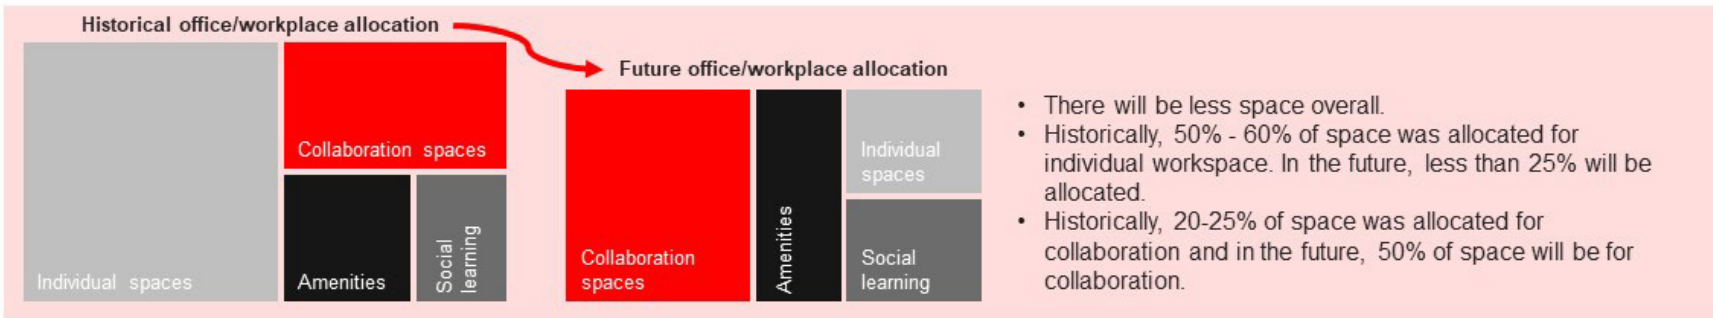 Historical office/workplace allocation
Individual spaces
Collaboration spaces
Amenities
Social
learning
Future office/workplace allocation
Collaboration
spaces
Amenities
Individual
spaces
Social
learning
• There will be less space overall.
• Historically, 50% - 60% of space was allocated for
individual workspace. In the future, less than 25% will be
allocated.
• Historically, 20-25% of space was allocated for
collaboration and in the future, 50% of space will be for
collaboration.